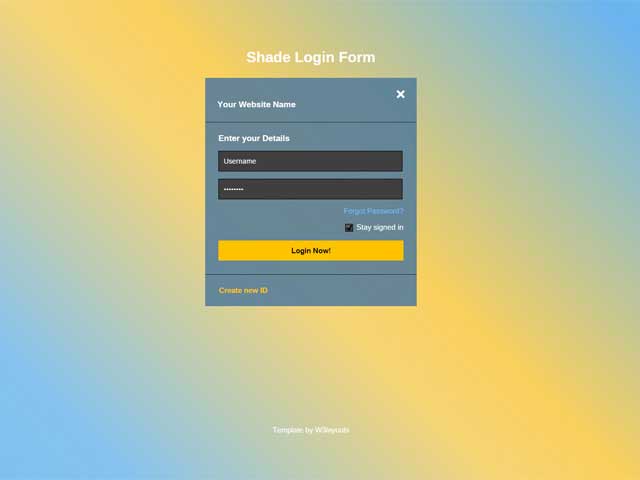 Shade Login Form
Your Website Name
Enter your Details
Username
••••••••
Forgot Password?
Stay signed in
Login Now!
Create new ID
Template by W3layouts